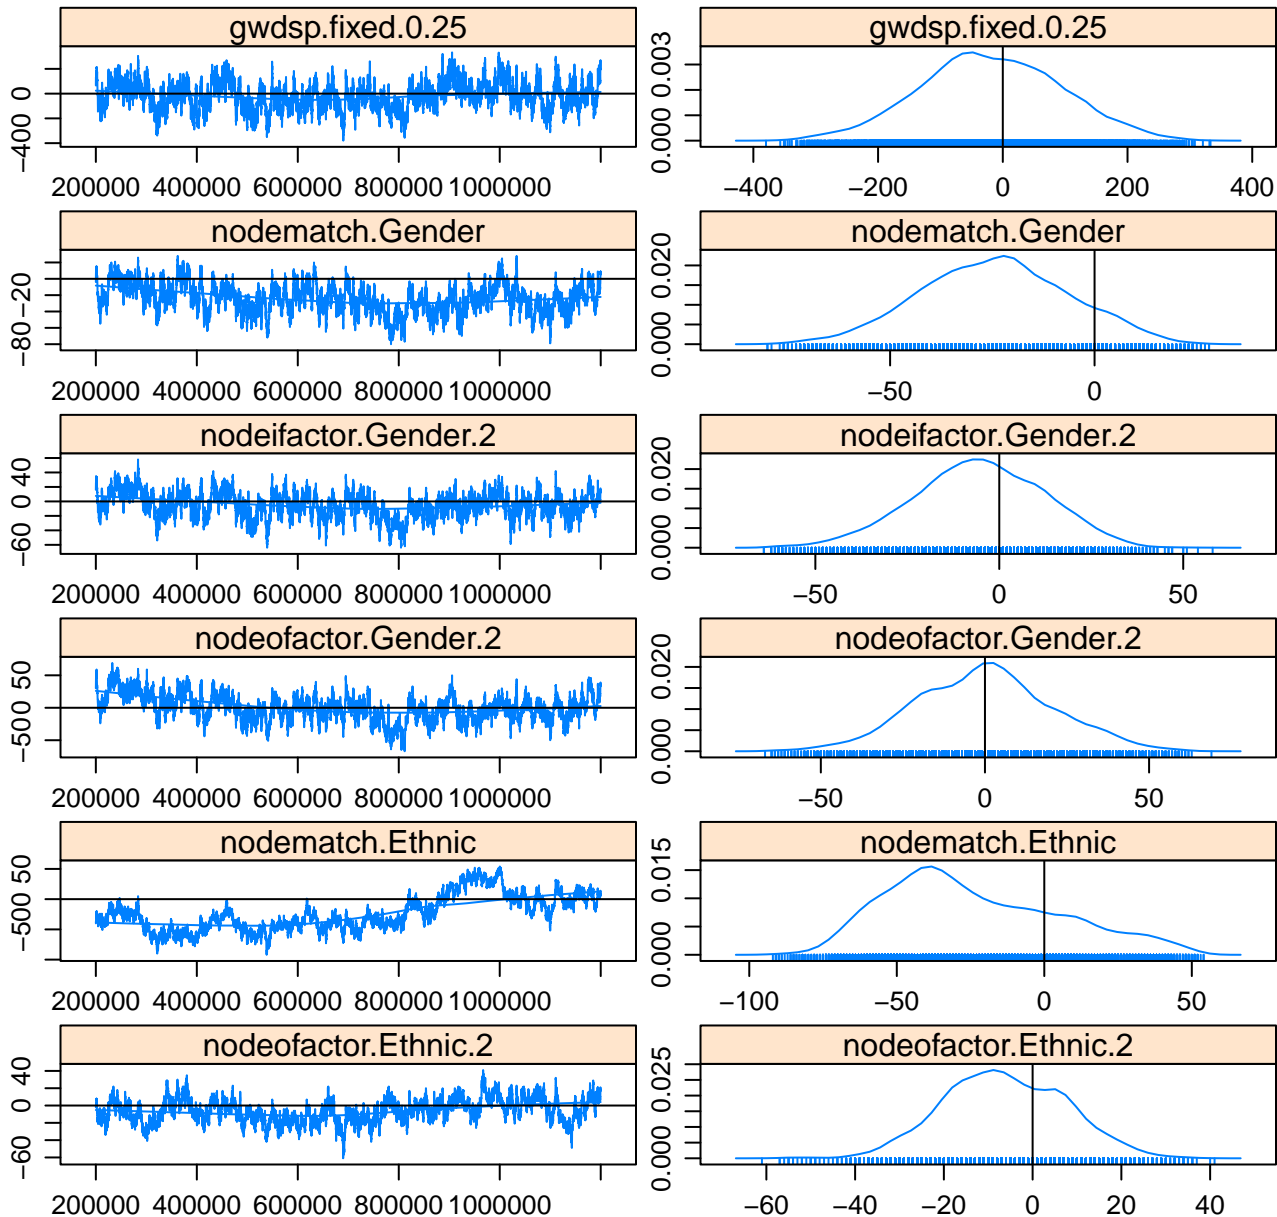 gwdsp.fixed.0.25
gwdsp.fixed.0.25
−400 0
0.000 0.003
200000 400000 600000 800000 1000000
−400 −200 0 200 400
nodematch.Gender
nodematch.Gender
−80 −20
0.000 0.020
200000 400000 600000 800000 1000000
−50 0
nodeifactor.Gender.2
nodeifactor.Gender.2
−60 0 40
0.000 0.020
200000 400000 600000 800000 1000000
−50 0 50
nodeofactor.Gender.2
nodeofactor.Gender.2
−50 0 50
0.000 0.020
200000 400000 600000 800000 1000000
−50 0 50
nodematch.Ethnic
nodematch.Ethnic
−50 0 50
0.000 0.015
200000 400000 600000 800000 1000000
−100 −50 0 50
nodeofactor.Ethnic.2
nodeofactor.Ethnic.2
−60 0 40
0.000 0.025
200000 400000 600000 800000 1000000
−60 −40 −20 0 20 40